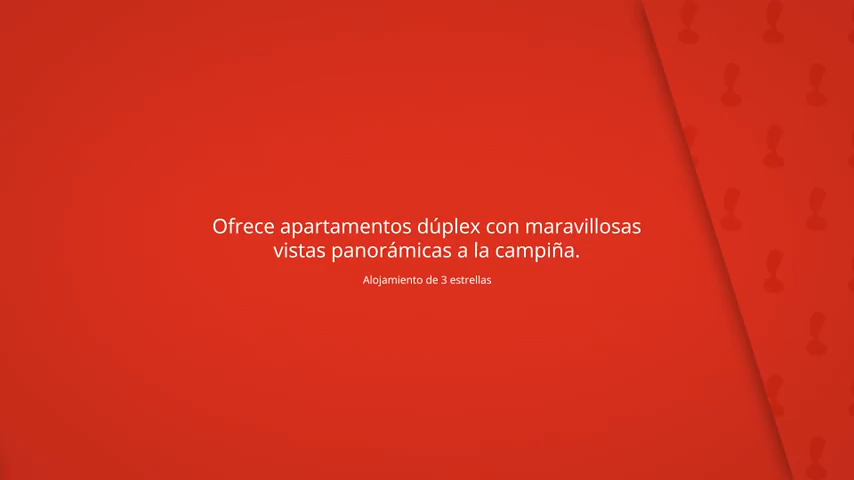 Ofrece apartamentos dúplex con maravillosas
vistas panorámicas a la campiña.
Alojamiento de 3 estrellas